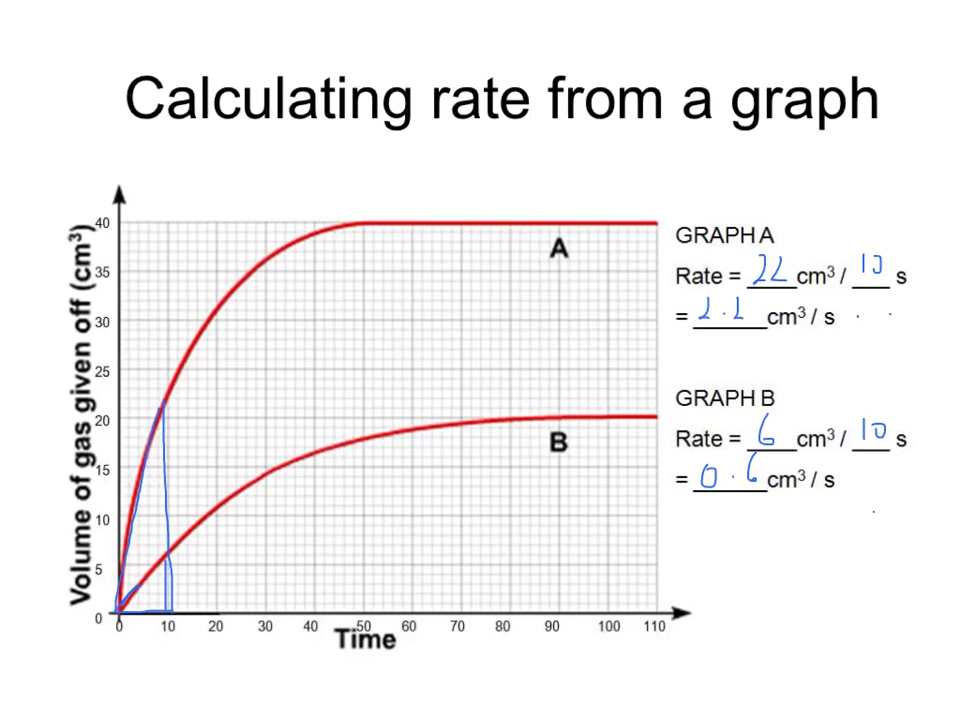 Calculating rate from a graph
Volume of gas given off (cm³)
40
35
30
25
20
15
10
5
0
A
B
0 10 20 30 40 50 60 70 80 90 100 110
Time
GRAPH A
Rate = 22 cm³ / 10 s
= 2.2 cm³ / s
GRAPH B
Rate = 6 cm³ / 10 s
= 0.6 cm³ / s